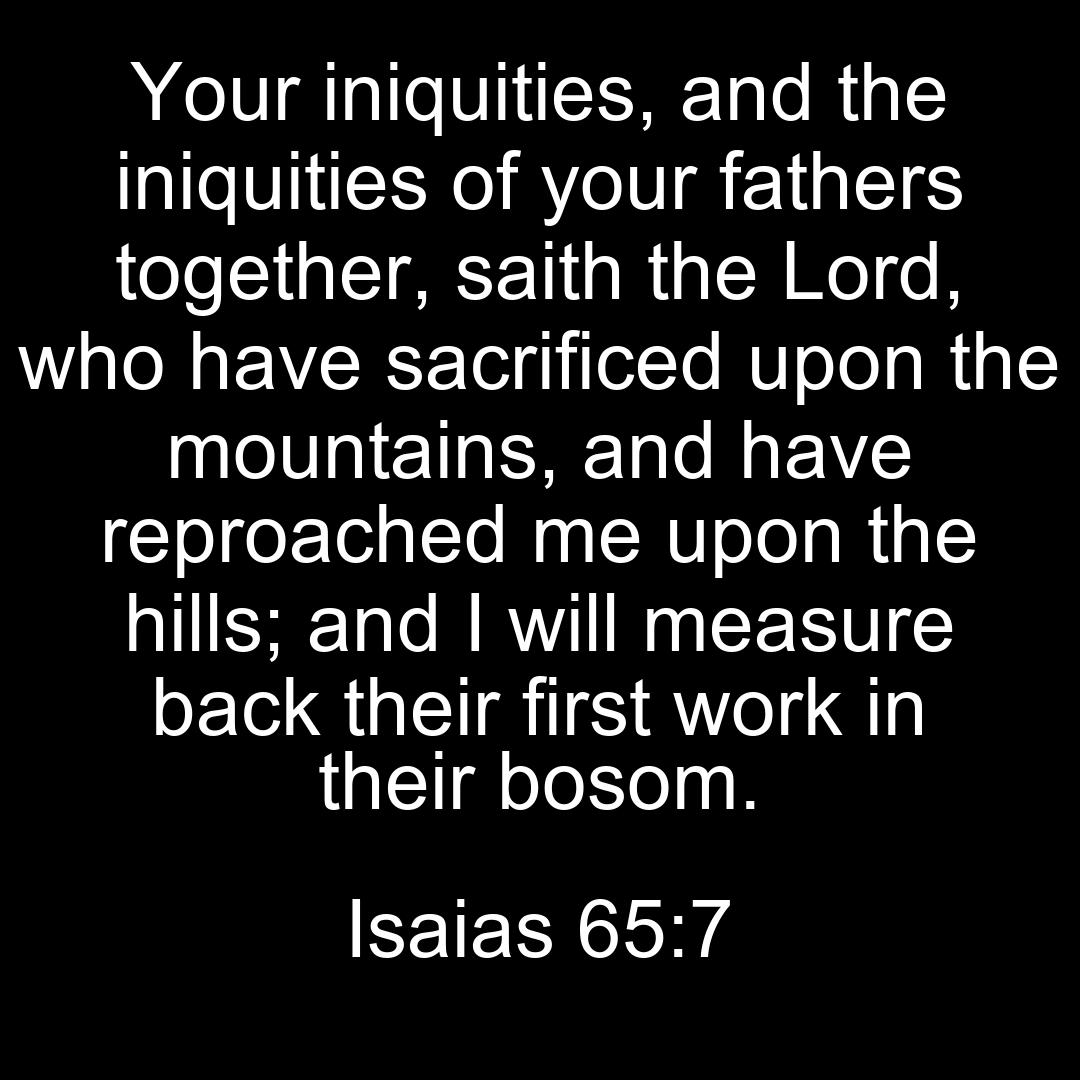 Your iniquities, and the
iniquities of your fathers
together, saith the Lord,
who have sacrificed upon the
mountains, and have
reproached me upon the
hills; and I will measure
back their first work in
their bosom.
Isaias 65:7